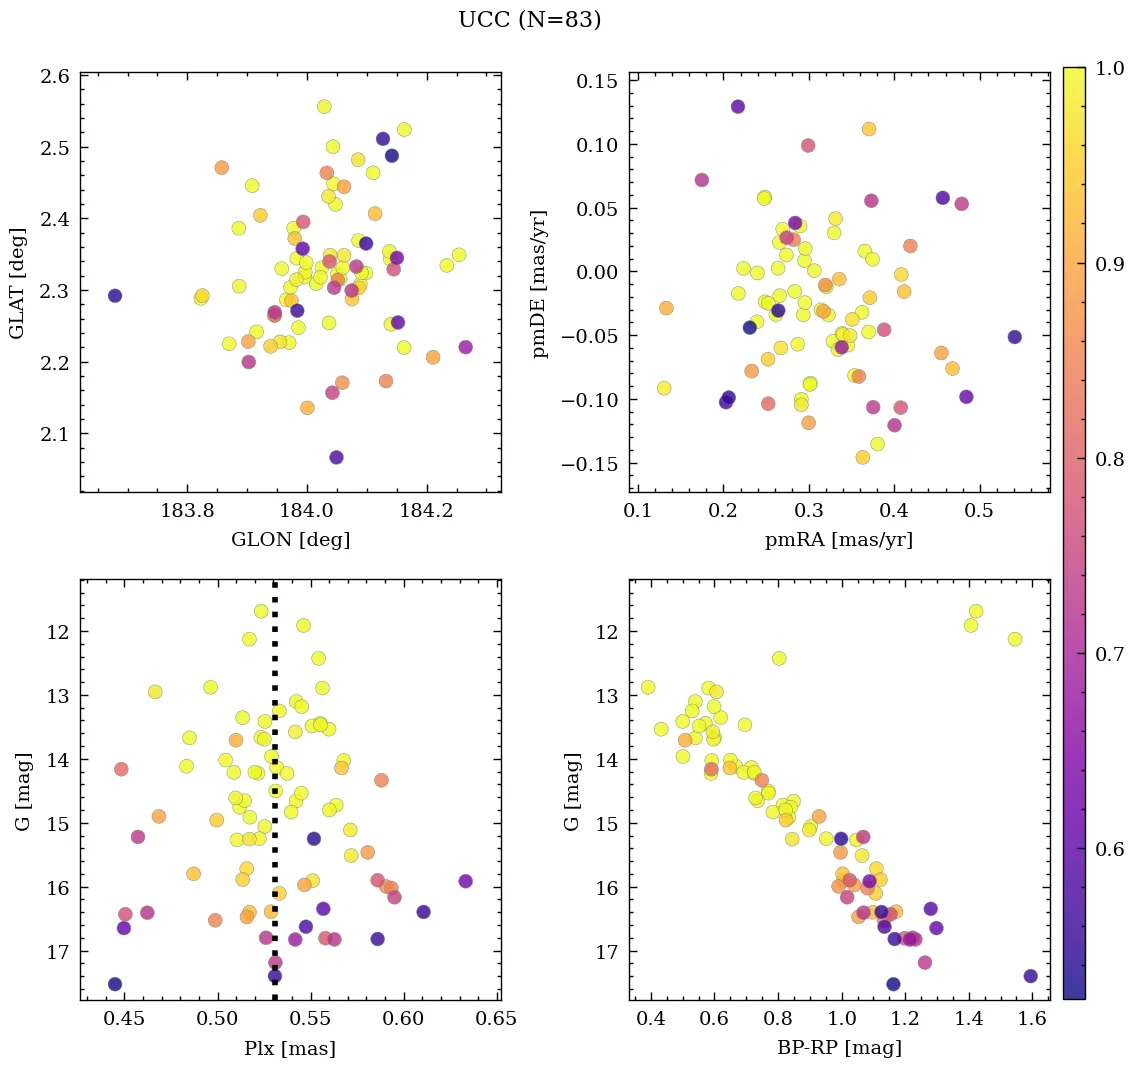 UCC (N=83)
2.6
2.5
2.4
2.3
2.2
2.1
GLAT [deg]
183.8 184.0 184.2
GLON [deg]
0.15
0.10
0.05
0.00
−0.05
−0.10
−0.15
pmDE [mas/yr]
0.1 0.2 0.3 0.4 0.5
pmRA [mas/yr]
12
13
14
15
16
17
G [mag]
0.45 0.50 0.55 0.60 0.65
Plx [mas]
12
13
14
15
16
17
G [mag]
0.4 0.6 0.8 1.0 1.2 1.4 1.6
BP-RP [mag]
1.0
0.9
0.8
0.7
0.6